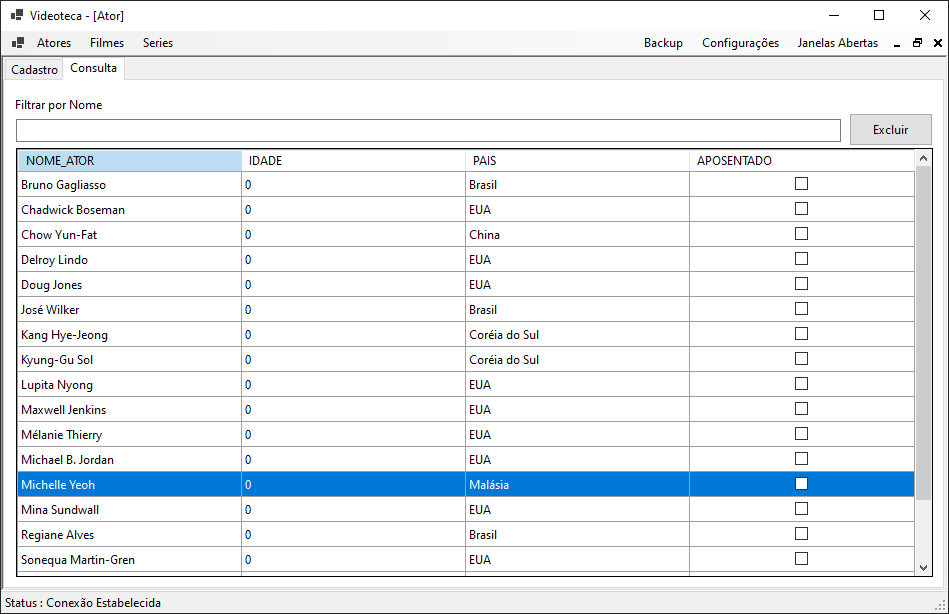 Videoteca - [Ator]
Atores Filmes Series Backup Configurações Janelas Abertas
Cadastro Consulta
Filtrar por Nome
Excluir
NOME_ATOR IDADE PAIS APOSENTADO
Bruno Gagliasso 0 Brasil
Chadwick Boseman 0 EUA
Chow Yun-Fat 0 China
Delroy Lindo 0 EUA
Doug Jones 0 EUA
José Wilker 0 Brasil
Kang Hye-Jeong 0 Coréia do Sul
Kyung-Gu Sol 0 Coréia do Sul
Lupita Nyong 0 EUA
Maxwell Jenkins 0 EUA
Mélanie Thierry 0 EUA
Michael B. Jordan 0 EUA
Michelle Yeoh 0 Malásia
Mina Sundwall 0 EUA
Regiane Alves 0 Brasil
Sonequa Martin-Gren 0 EUA
Status : Conexão Estabelecida